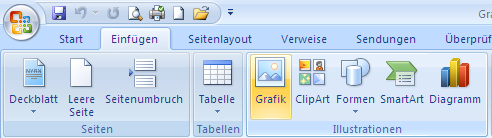 Gra
Start Einfügen Seitenlayout Verweise Sendungen Überprüf
Deckblatt Leere Seite Seitenumbruch Tabelle Grafik ClipArt Formen SmartArt Diagramm
Seiten Tabellen Illustrationen